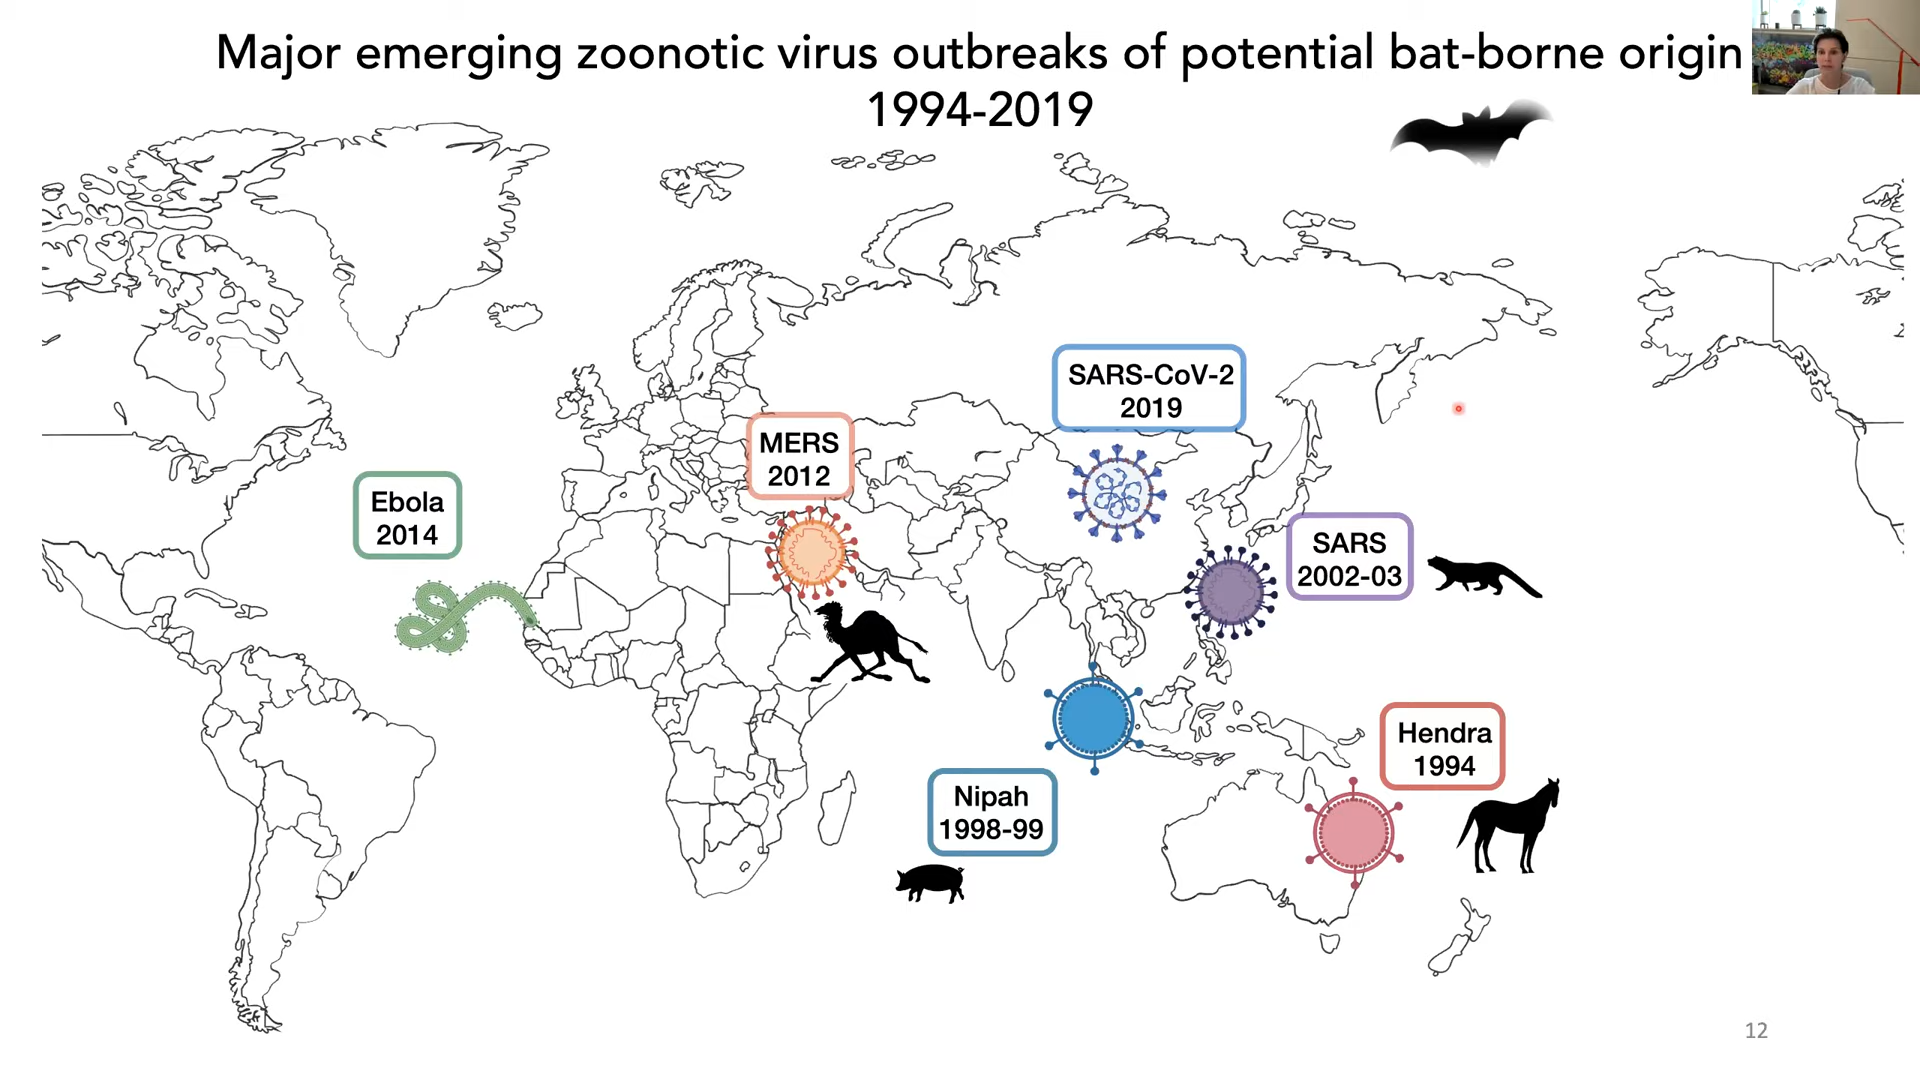 Major emerging zoonotic virus outbreaks of potential bat-borne origin
1994-2019
SARS-CoV-2
2019
MERS
2012
Ebola
2014
SARS
2002-03
Hendra
1994
Nipah
1998-99
12